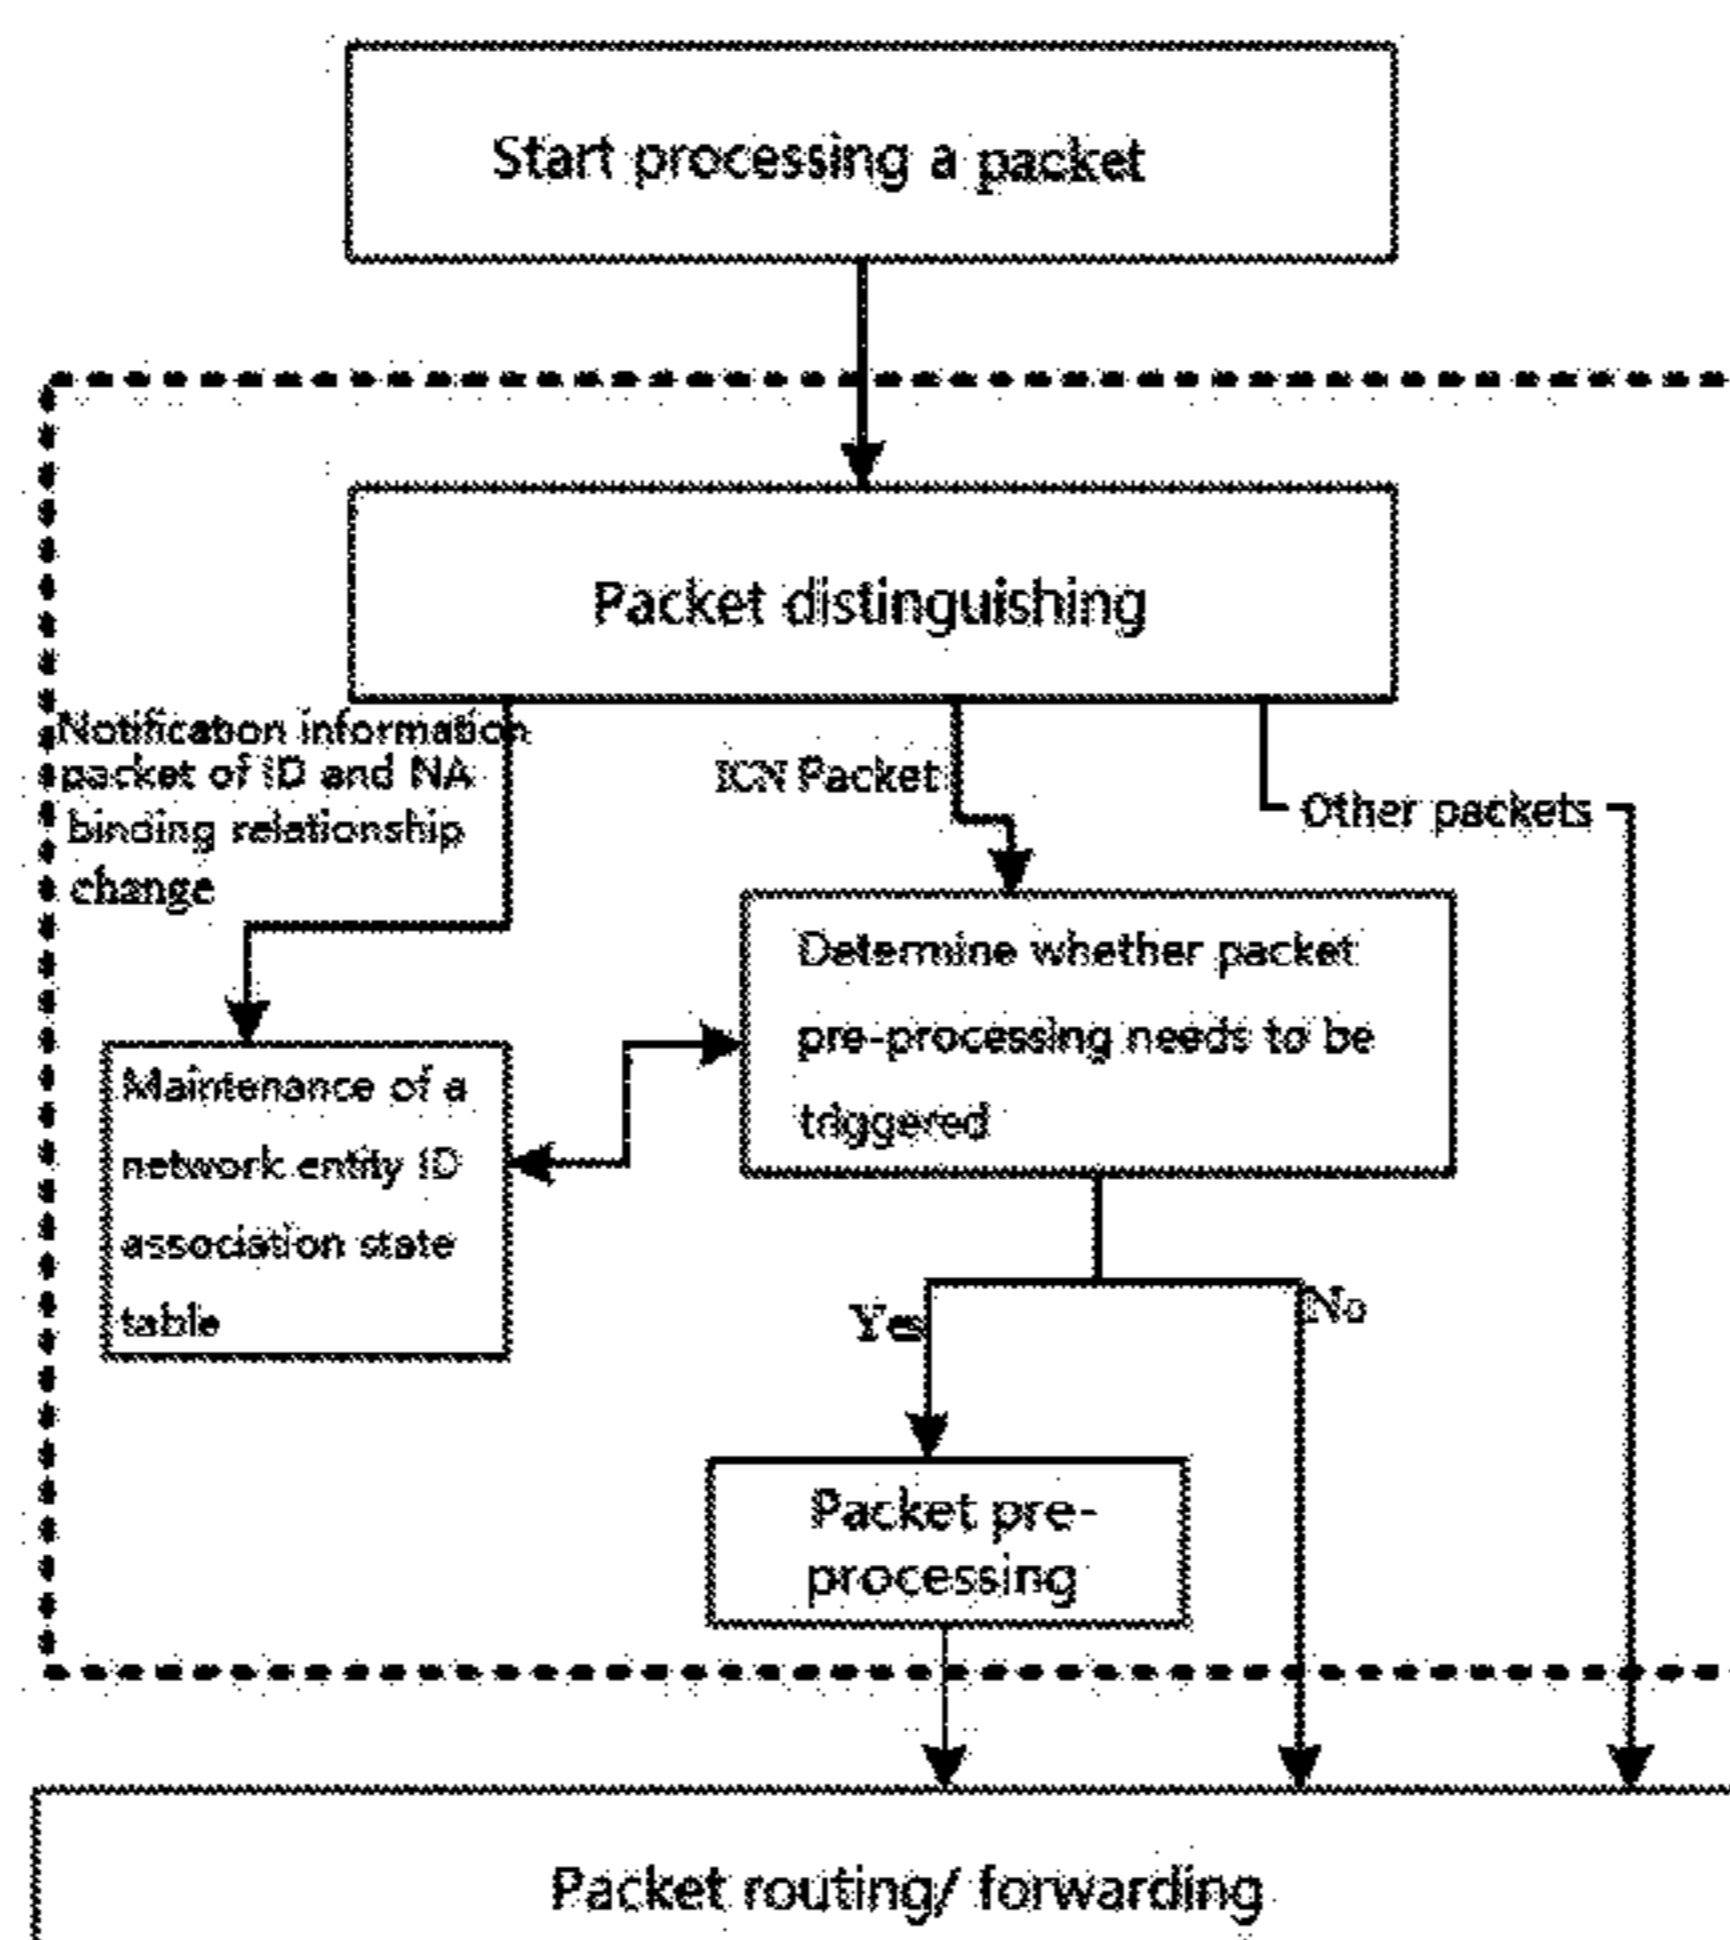 Start processing a packet
Packet distinguishing
Notification information
packet of ID and NA
binding relationship
change
ICN Packet
Other packets
Determine whether packet
pre-processing needs to be
triggered
Maintenance of a
network entity ID
association state
table
Yes
No
Packet pre-
processing
Packet routing/ forwarding